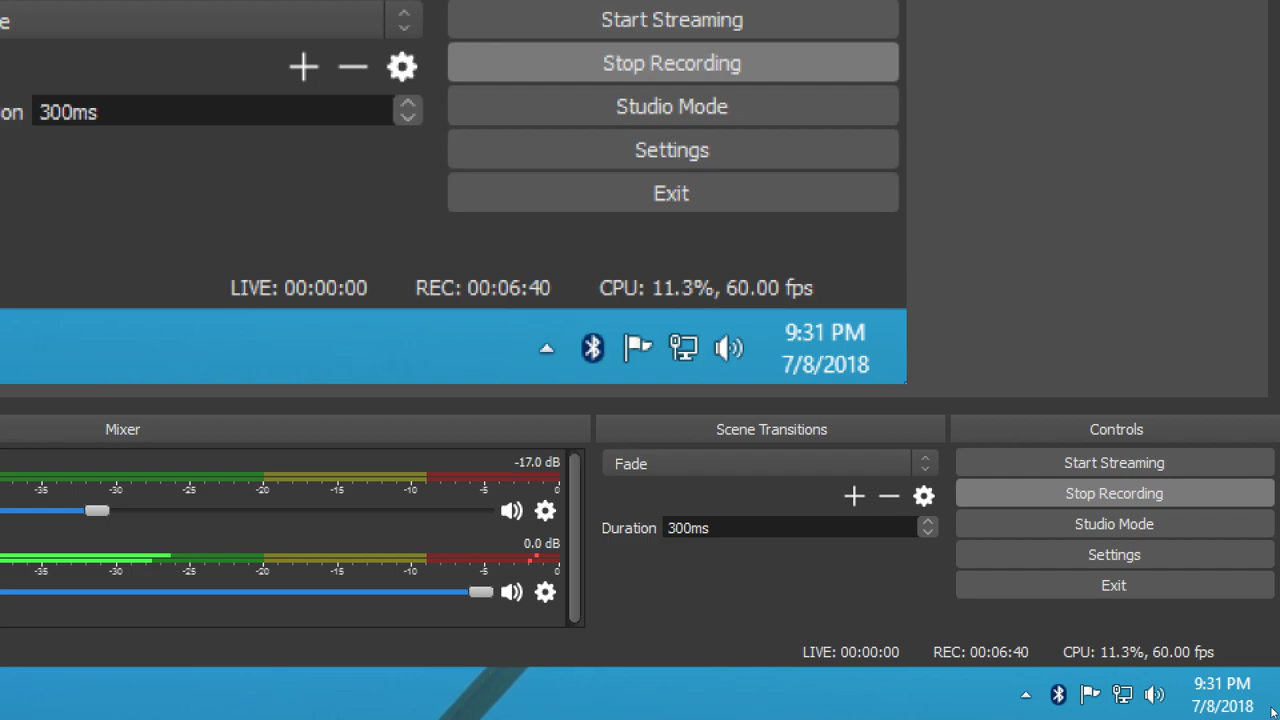 e
Start Streaming
Stop Recording
on 300ms
Studio Mode
Settings
Exit
LIVE: 00:00:00 REC: 00:06:40 CPU: 11.3%, 60.00 fps
9:31 PM
7/8/2018
Mixer
Scene Transitions
Controls
-17.0 dB
-35 -30 -25 -20 -15 -10 -5 0
0.0 dB
-35 -30 -25 -20 -15 -10 -5 0
Fade
Duration 300ms
Start Streaming
Stop Recording
Studio Mode
Settings
Exit
LIVE: 00:00:00 REC: 00:06:40 CPU: 11.3%, 60.00 fps
9:31 PM
7/8/2018